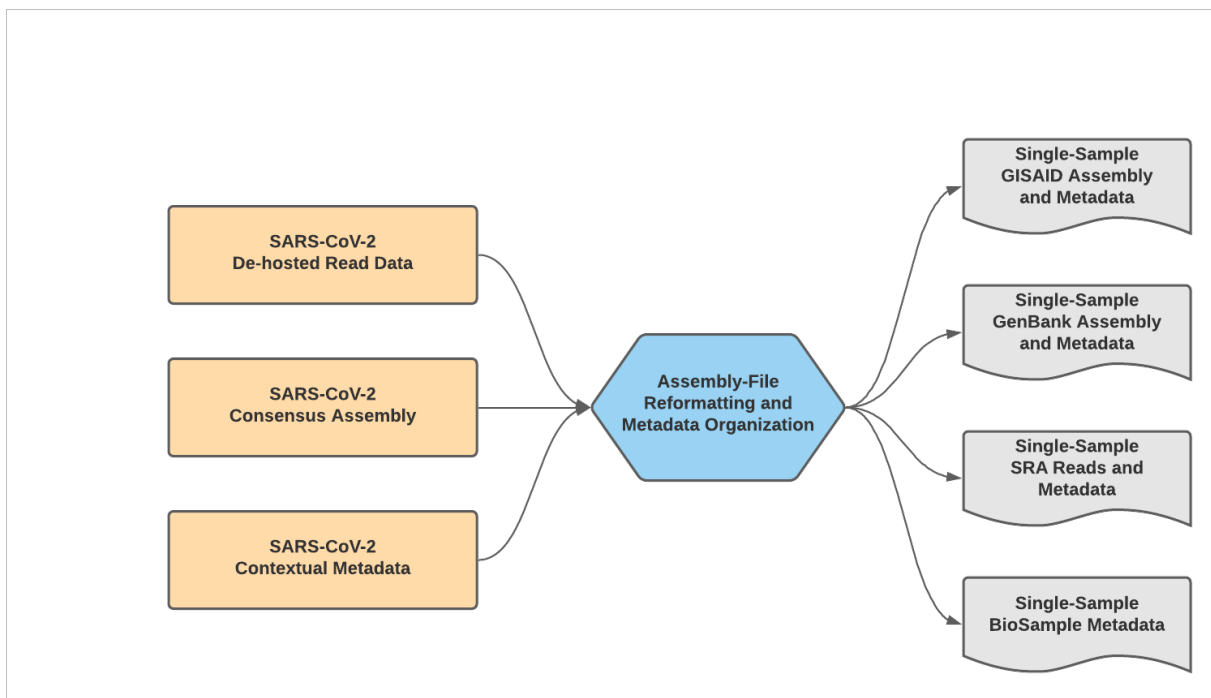 SARS-CoV-2
De-hosted Read Data
SARS-CoV-2
Consensus Assembly
SARS-CoV-2
Contextual Metadata
Assembly-File
Reformatting and
Metadata Organization
Single-Sample
GISAID Assembly
and Metadata
Single-Sample
GenBank Assembly
and Metadata
Single-Sample
SRA Reads and
Metadata
Single-Sample
BioSample Metadata